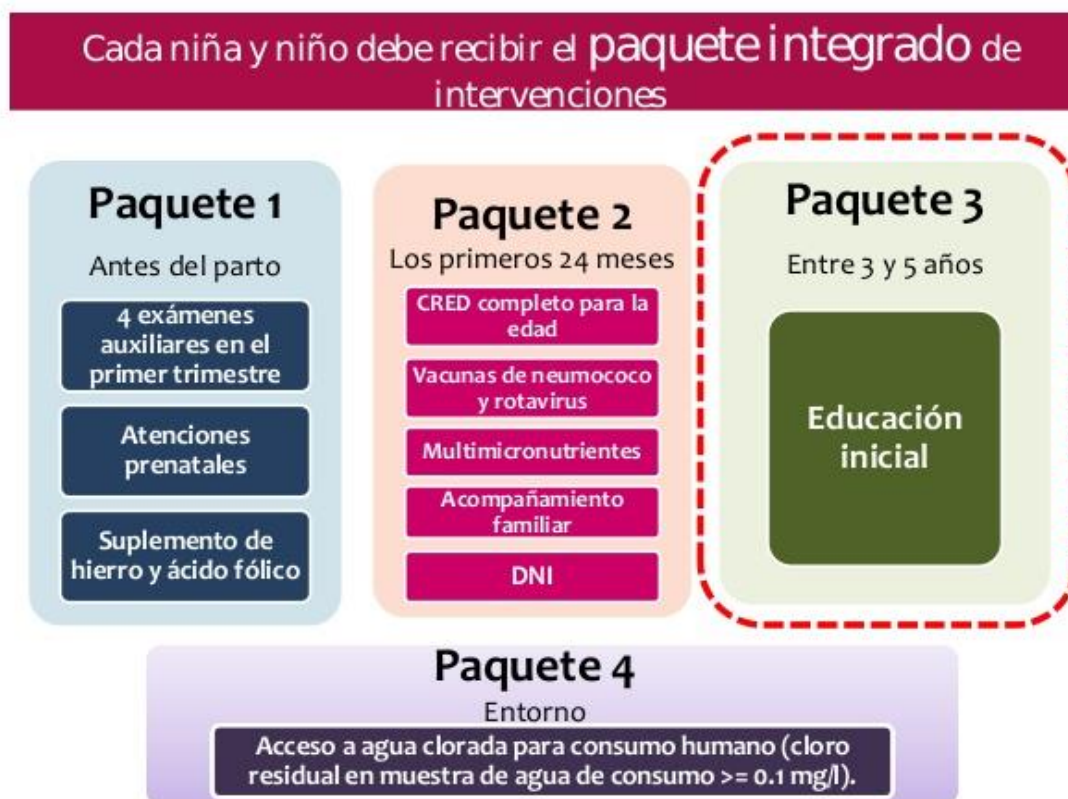 Cada niña y niño debe recibir el paquete integrado de
intervenciones
Paquete 1
Antes del parto
4 exámenes
auxiliares en el
primer trimestre
Atenciones
prenatales
Suplemento de
hierro y ácido fólico
Paquete 2
Los primeros 24 meses
CRED completo para la
edad
Vacunas de neumococo
y rotavirus
Multimicronutrientes
Acompañamiento
familiar
DNI
Paquete 3
Entre 3 y 5 años
Educación
inicial
Paquete 4
Entorno
Acceso a agua clorada para consumo humano (cloro
residual en muestra de agua de consumo >= 0.1 mg/l).